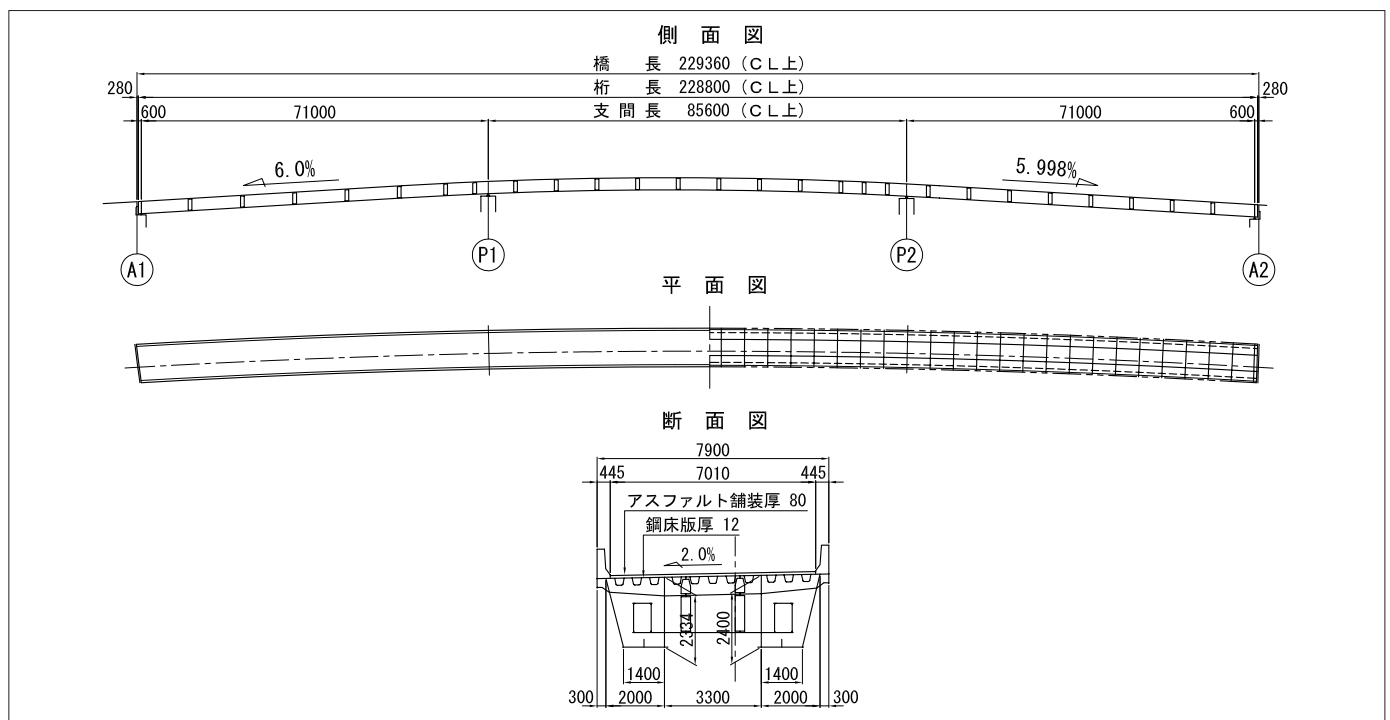 側面図
橋長 229360 (CL上)
280 桁長 228800 (CL上) 280
600 71000 支間長 85600 (CL上) 71000 600
6.0% 5.998%
A1 P1 P2 A2
平面図
断面図
7900
445 7010 445
アスファルト舗装厚 80
鋼床版厚 12
2.0%
2334 2400
1400 1400
300 2000 3300 2000 300